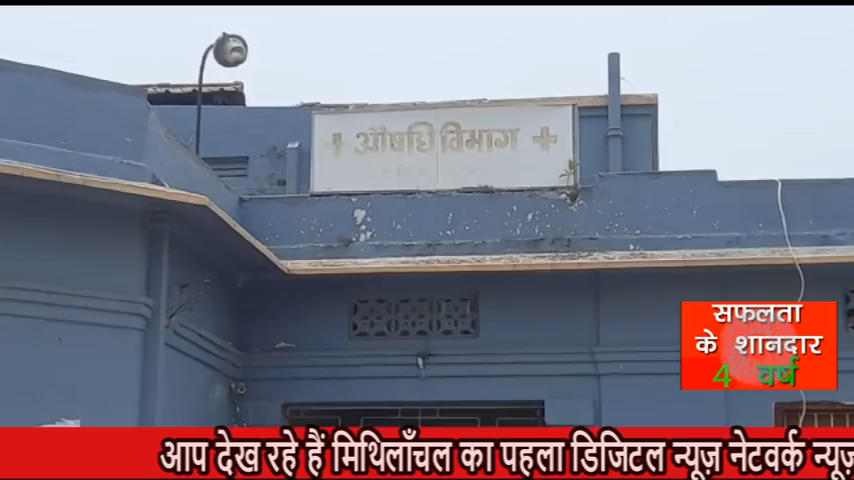 + औषधि विभाग +
सफलता
के शानदार
4 वर्ष
आप देख रहे हैं मिथिलाँचल का पहला डिजिटल न्यूज़ नेटवर्क न्यूज़